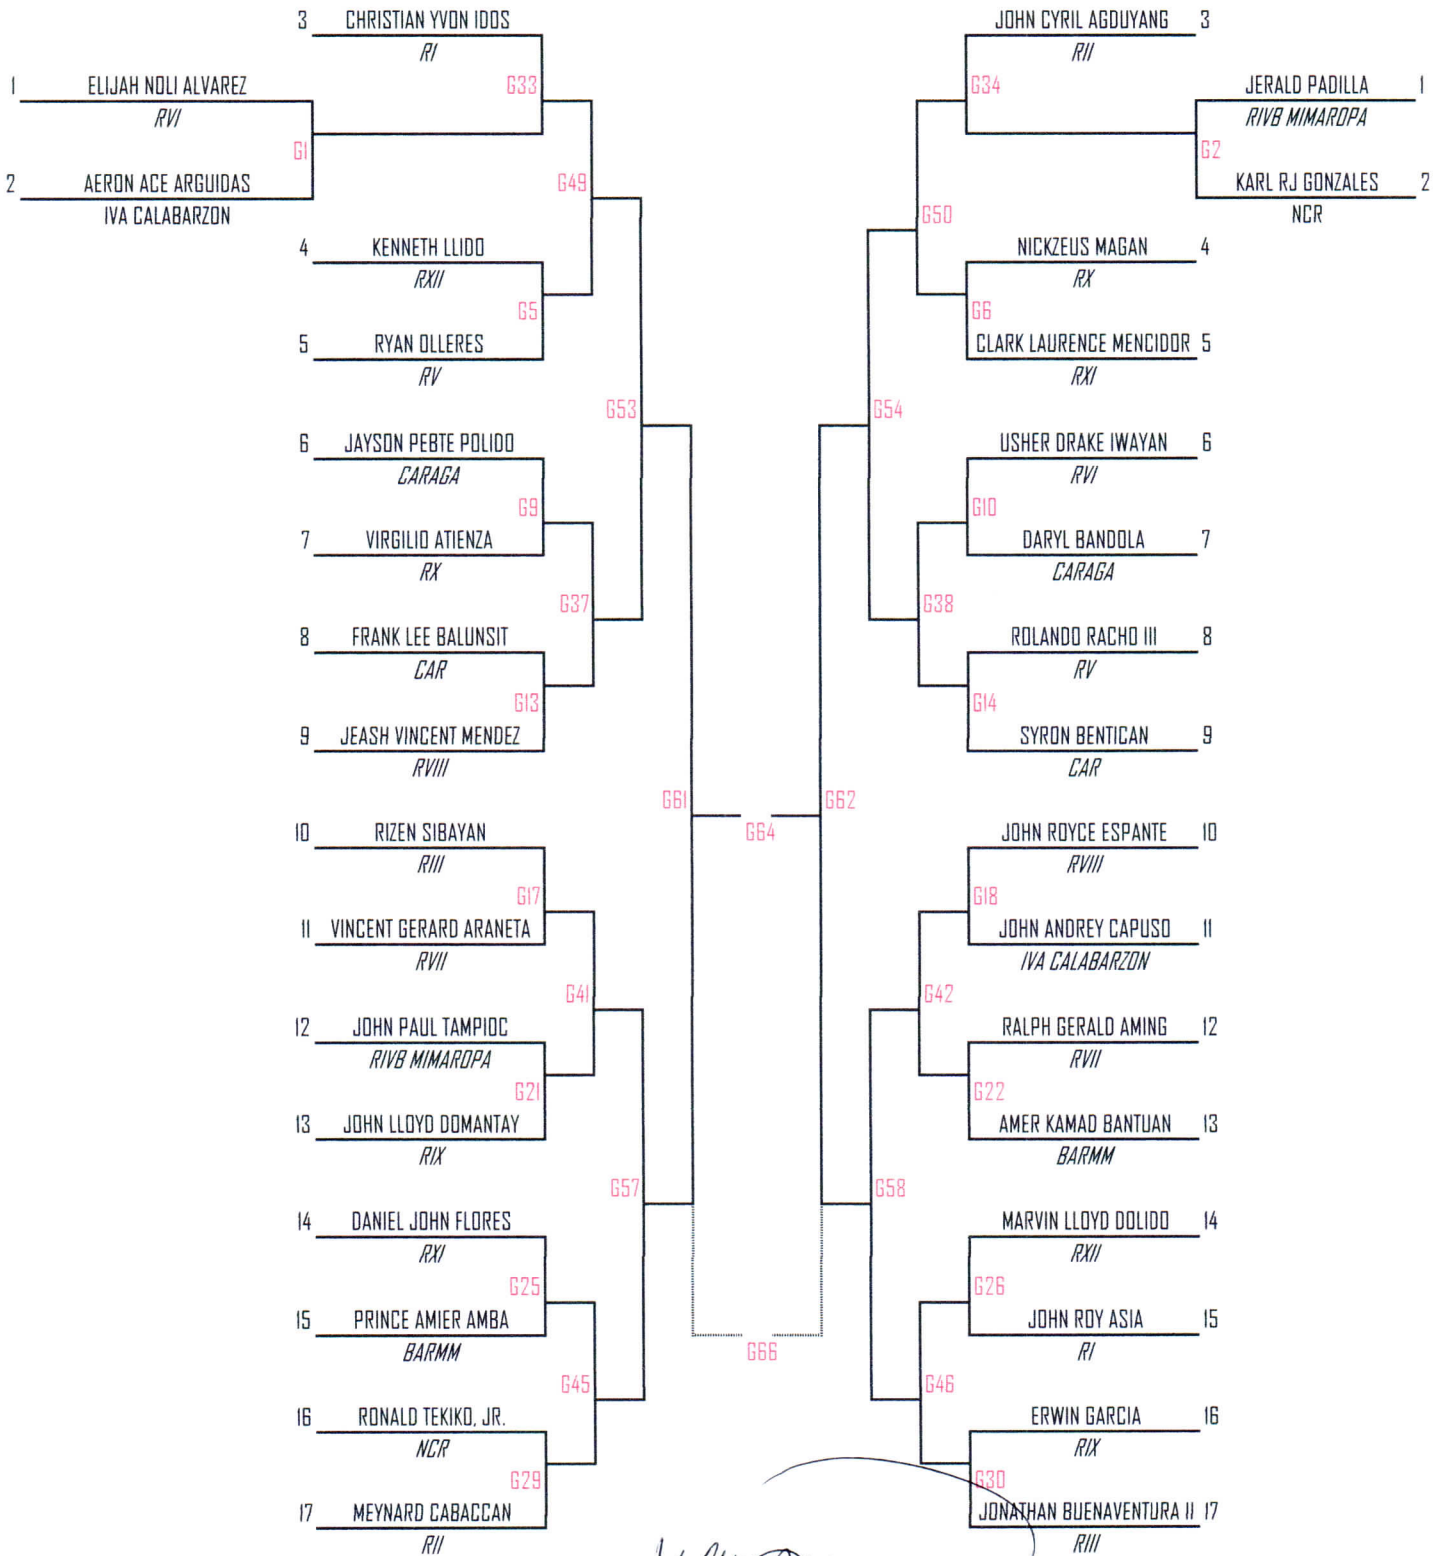 3 CHRISTIAN YVON IDOS
RI
G33
1 ELIJAH NOLI ALVAREZ
RVI
G1
2 AERON ACE ARGUIDAS
IVA CALABARZON
G49
4 KENNETH LLIDO
RXII
G5
5 RYAN OLLERES
RV
G53
6 JAYSON PEBTE POLIDO
CARAGA
G9
7 VIRGILIO ATIENZA
RX
G37
8 FRANK LEE BALUNSIT
CAR
G13
9 JEASH VINCENT MENDEZ
RVIII
G61
10 RIZEN SIBAYAN
RIII
G17
11 VINCENT GERARD ARANETA
RVII
G41
12 JOHN PAUL TAMPIOC
RIVB MIMAROPA
G21
13 JOHN LLOYD DOMANTAY
RIX
G57
14 DANIEL JOHN FLORES
RXI
G25
15 PRINCE AMIER AMBA
BARMM
G45
16 RONALD TEKIKO, JR.
NCR
G29
17 MEYNARD CABACCAN
RII
G64
G66
JOHN CYRIL AGDUYANG 3
RII
G34
JERALD PADILLA 1
RIVB MIMAROPA
G2
KARL RJ GONZALES 2
NCR
G50
NICKZEUS MAGAN 4
RX
G6
CLARK LAURENCE MENCIDOR 5
RXI
G54
USHER DRAKE IWAYAN 6
RVI
G10
DARYL BANDOLA 7
CARAGA
G38
ROLANDO RACHO III 8
RV
G14
SYRON BENTICAN 9
CAR
G62
JOHN ROYCE ESPANTE 10
RVIII
G18
JOHN ANDREY CAPUSO 11
IVA CALABARZON
G42
RALPH GERALD AMING 12
RVII
G22
AMER KAMAD BANTUAN 13
BARMM
G58
MARVIN LLOYD DOLIDO 14
RXII
G26
JOHN ROY ASIA 15
RI
G46
ERWIN GARCIA 16
RIX
G30
JONATHAN BUENAVENTURA II 17
RIII